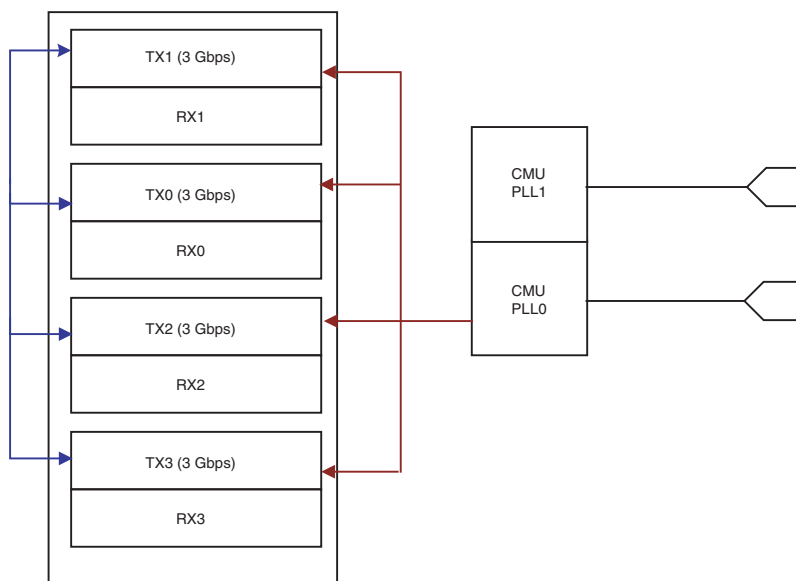 TX1 (3 Gbps)
RX1
TX0 (3 Gbps)
RX0
TX2 (3 Gbps)
RX2
TX3 (3 Gbps)
RX3
CMU
PLL1
CMU
PLL0